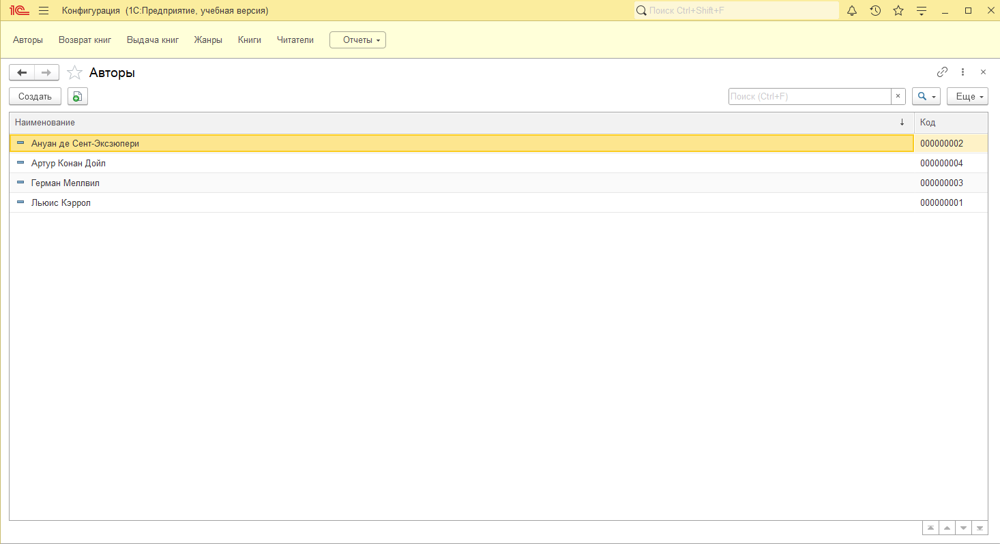 1С Конфигурация (1С:Предприятие, учебная версия) Поиск Ctrl+Shift+F
Авторы Возврат книг Выдача книг Жанры Книги Читатели Отчеты
Авторы
Создать Поиск (Ctrl+F) Еще
Наименование Код
Ануан де Сент-Эксзюпери 000000002
Артур Конан Дойл 000000004
Герман Меллвил 000000003
Льюис Кэррол 000000001